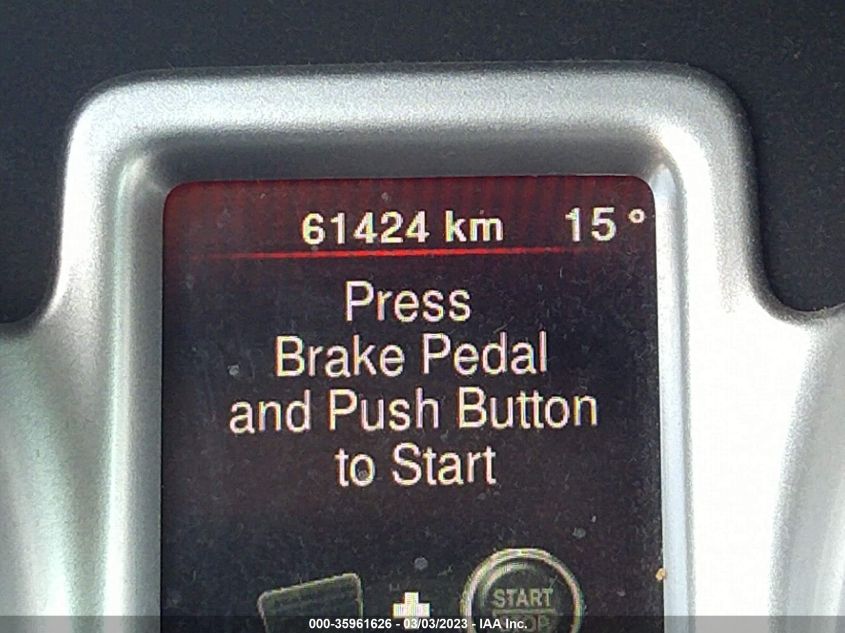 61424 km 15°
Press
Brake Pedal
and Push Button
to Start
START
STOP
000-35961626 - 03/03/2023 - IAA Inc.